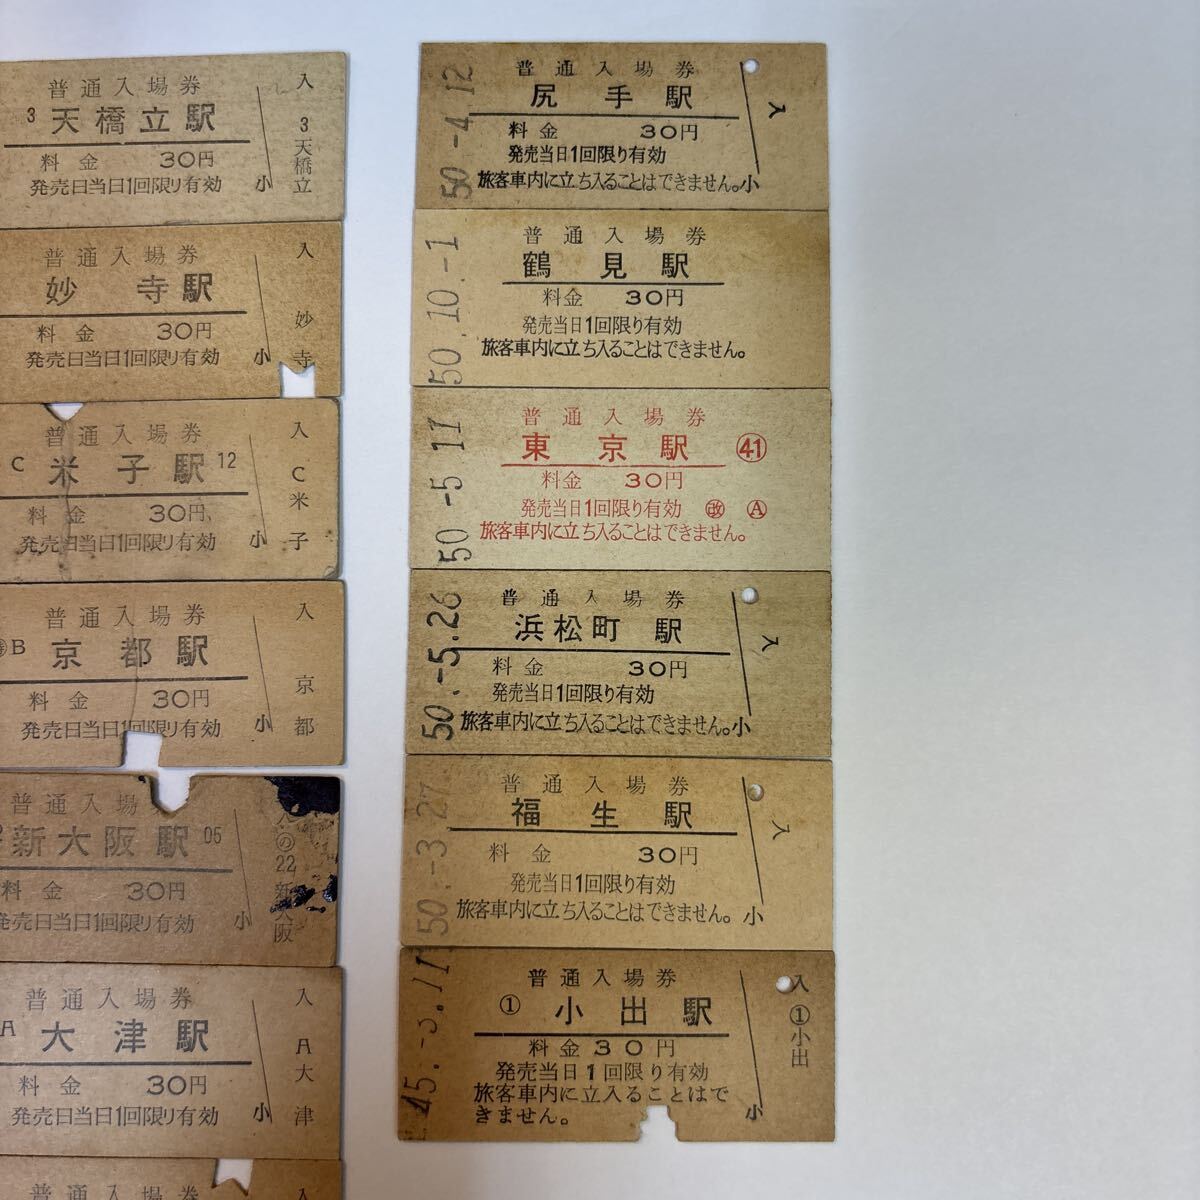 普通入場券
3 天橋立駅
料金 30円
発売日当日1回限り有効
小
入
3天橋立
普通入場券
妙寺駅
料金 30円
発売日当日1回限り有効
小
入
妙寺
普通入場券
C 米子駅 12
料金 30円
発売日当日1回限り有効
小
入
C米子
普通入場券
B 京都駅
料金 30円
発売日当日1回限り有効
小
入
京都
普通入場
新大阪駅 05
料金 30円
発売日当日1回限り有効
小
の22新大阪
普通入場券
A 大津駅
料金 30円
発売日当日1回限り有効
小
入
A大津
普通入場券
入
50.-4.12
普通入場券
尻手駅
料金 30円
発売当日1回限り有効
旅客車内に立ち入ることはできません。小
入
50.10.-1
普通入場券
鶴見駅
料金 30円
発売当日1回限り有効
旅客車内に立ち入ることはできません。
50.-5.11
普通入場券
東京駅 ㊶
料金 30円
発売当日1回限り有効 改 Ⓐ
旅客車内に立ち入ることはできません。
50.-5.26
普通入場券
浜松町駅
料金 30円
発売当日1回限り有効
旅客車内に立ち入ることはできません。小
入
50.-3.27
普通入場券
福生駅
料金 30円
発売当日1回限り有効
旅客車内に立ち入ることはできません。小
入
普通入場券
① 小出駅
料金30円
発売当日1回限り有効
旅客車内に立入ることはで
きません。
小
入
①小出